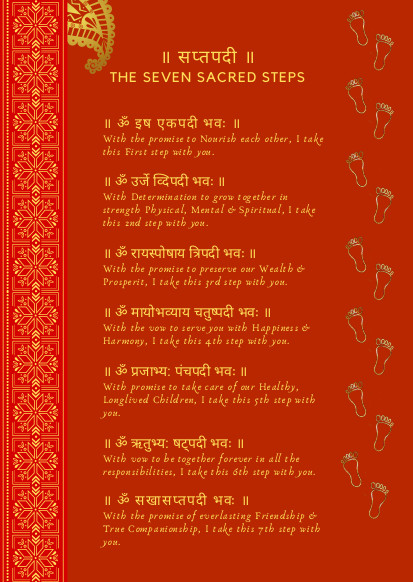 ॥ सप्तपदी ॥
THE SEVEN SACRED STEPS
॥ ॐ इष एकपदी भवः ॥
With the promise to Nourish each other, I take
this First step with you.
॥ ॐ उर्जे व्दिपदी भवः ॥
With Determination to grow together in
strength Physical, Mental & Spiritual, I take
this 2nd step with you.
॥ ॐ रायस्पोषाय त्रिपदी भवः ॥
With the promise to preserve our Wealth &
Prosperit, I take this 3rd step with you.
॥ ॐ मायोभव्याय चतुष्पदी भवः ॥
With the vow to serve you with Happiness &
Harmony, I take this 4th step with you.
॥ ॐ प्रजाभ्यः पंचपदी भवः ॥
With promise to take care of our Healthy,
Longlived Children, I take this 5th step with
you.
॥ ॐ ऋतुभ्यः षट्पदी भवः ॥
With vow to be together forever in all the
responsibilities, I take this 6th step with you.
॥ ॐ सखासप्तपदी भवः ॥
With the promise of everlasting Friendship &
True Companionship, I take this 7th step with
you.